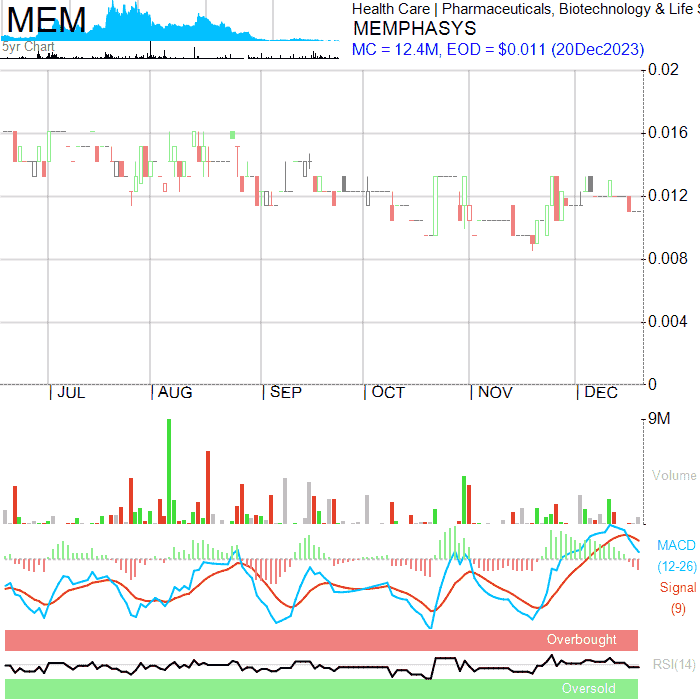 MEM
5yr Chart
Health Care | Pharmaceuticals, Biotechnology & Life S
MEMPHASYS
MC = 12.4M, EOD = $0.011 (20Dec2023)
0.02
0.016
0.012
0.008
0.004
0
JUL
AUG
SEP
OCT
NOV
DEC
9M
Volume
MACD
(12-26)
Signal
(9)
Overbought
RSI(14)
Oversold